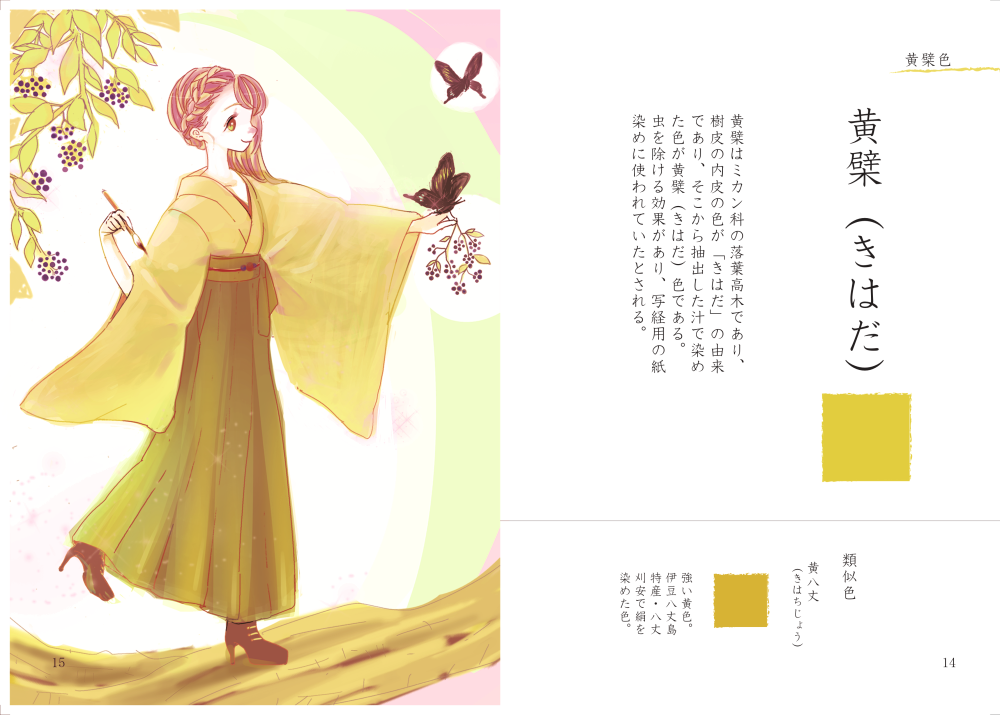 黄檗色
黄檗（きはだ）
黄檗はミカン科の落葉高木であり、
樹皮の内皮の色が「きはだ」の由来
であり、そこから抽出した汁で染め
た色が黄檗（きはだ）色である。
虫を除ける効果があり、写経用の紙
染めに使われていたとされる。
類似色
黄八丈
（きはちじょう）
強い黄色。
伊豆八丈島
特産・八丈
刈安で絹を
染めた色。
14
15